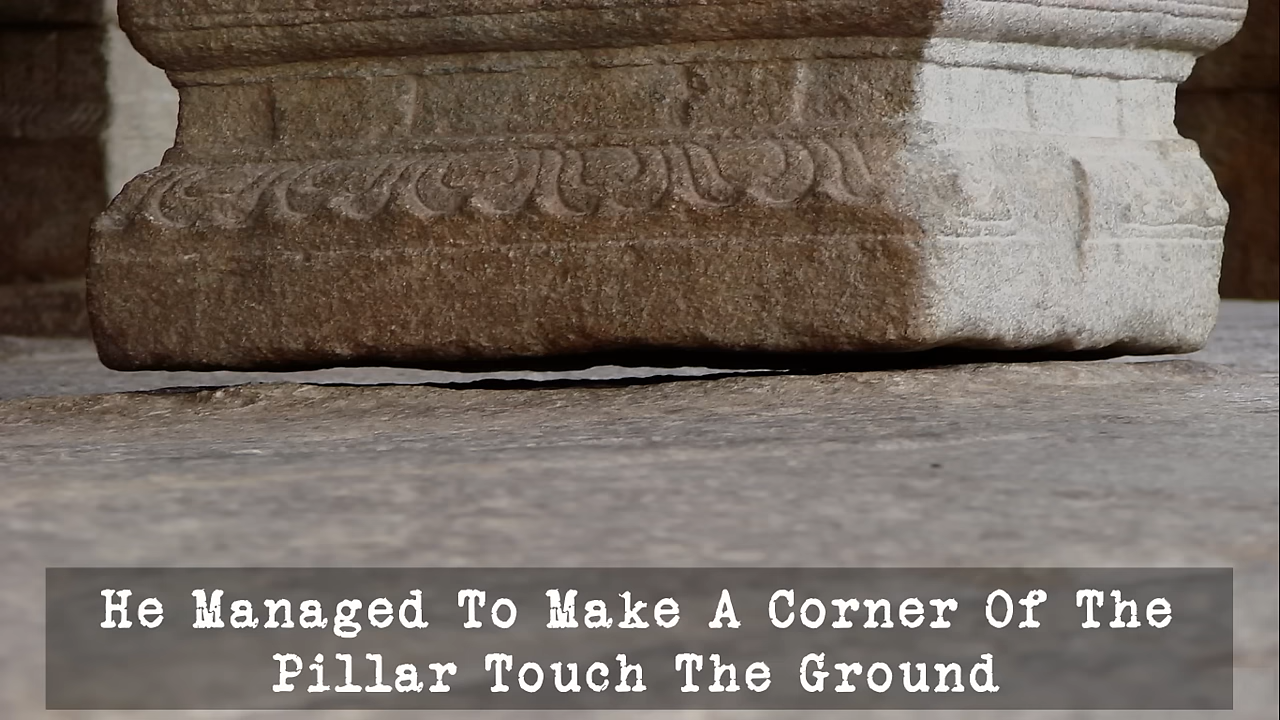 He Managed To Make A Corner Of The
Pillar Touch The Ground